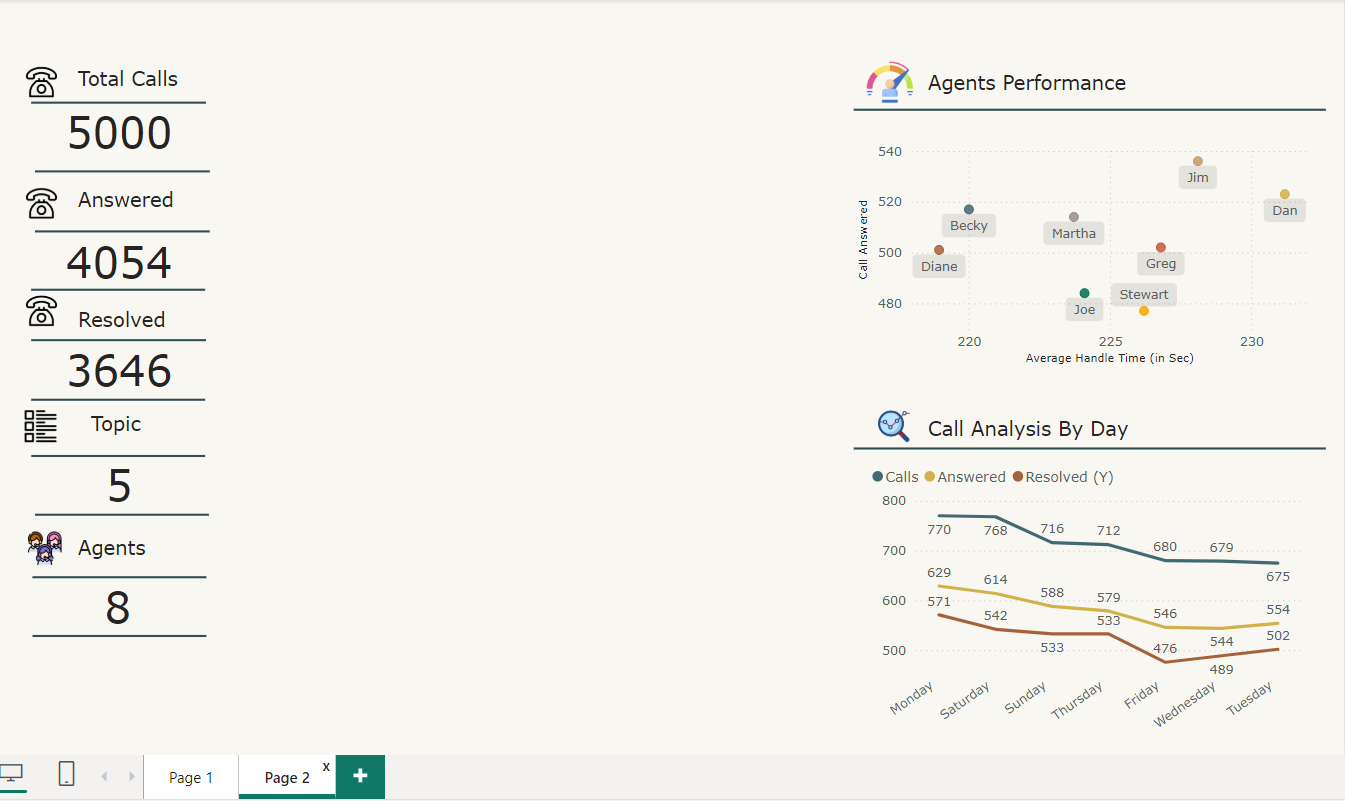 Total Calls
5000
Answered
4054
Resolved
3646
Topic
5
Agents
8
Agents Performance
540
520
500
480
Call Answered
Jim
Dan
Becky
Martha
Diane
Greg
Stewart
Joe
220 225 230
Average Handle Time (in Sec)
Call Analysis By Day
Calls Answered Resolved (Y)
800
700
600
500
770 768 716 712 680 679 675
629 614 588 579 546 544 554
571 542 533 533 476 489 502
Monday Saturday Sunday Thursday Friday Wednesday Tuesday
Page 1 Page 2 x +